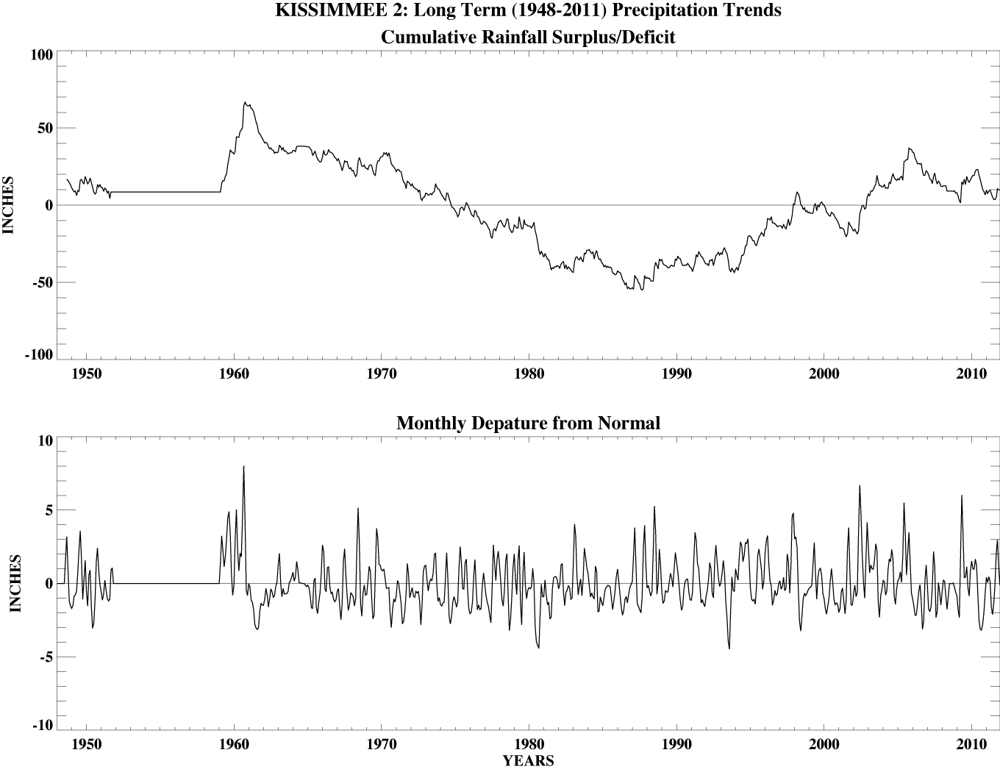 KISSIMMEE 2: Long Term (1948-2011) Precipitation Trends
Cumulative Rainfall Surplus/Deficit
100
50
0
-50
-100
INCHES
1950 1960 1970 1980 1990 2000 2010
Monthly Depature from Normal
10
5
0
-5
-10
INCHES
1950 1960 1970 1980 1990 2000 2010
YEARS